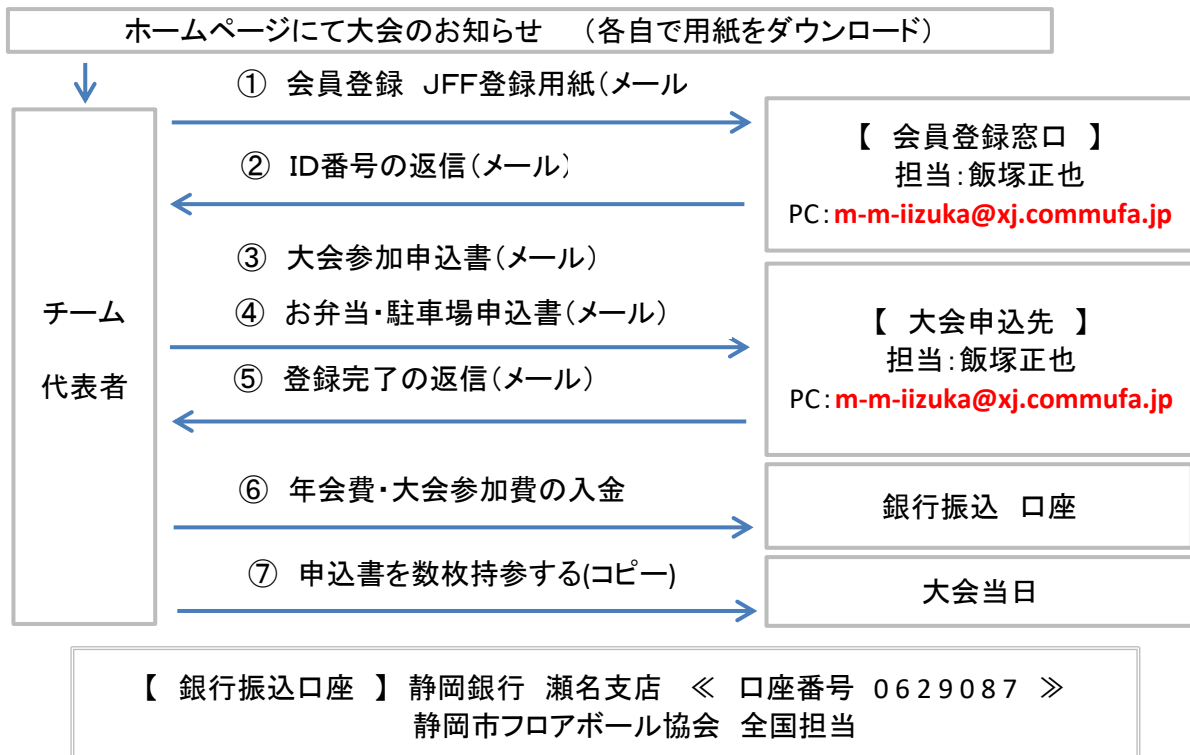 ホームページにて大会のお知らせ　（各自で用紙をダウンロード）
① 会員登録 JFF登録用紙(メール
② ID番号の返信(メール)
③ 大会参加申込書(メール)
④ お弁当・駐車場申込書(メール)
⑤ 登録完了の返信(メール)
⑥ 年会費・大会参加費の入金
⑦ 申込書を数枚持参する(コピー)
チーム
代表者
【 会員登録窓口 】
担当：飯塚正也
PC：m-m-iizuka@xj.commufa.jp
【 大会申込先 】
担当：飯塚正也
PC：m-m-iizuka@xj.commufa.jp
銀行振込 口座
大会当日
【 銀行振込口座 】 静岡銀行 瀬名支店 ≪ 口座番号 0629087 ≫
静岡市フロアボール協会 全国担当